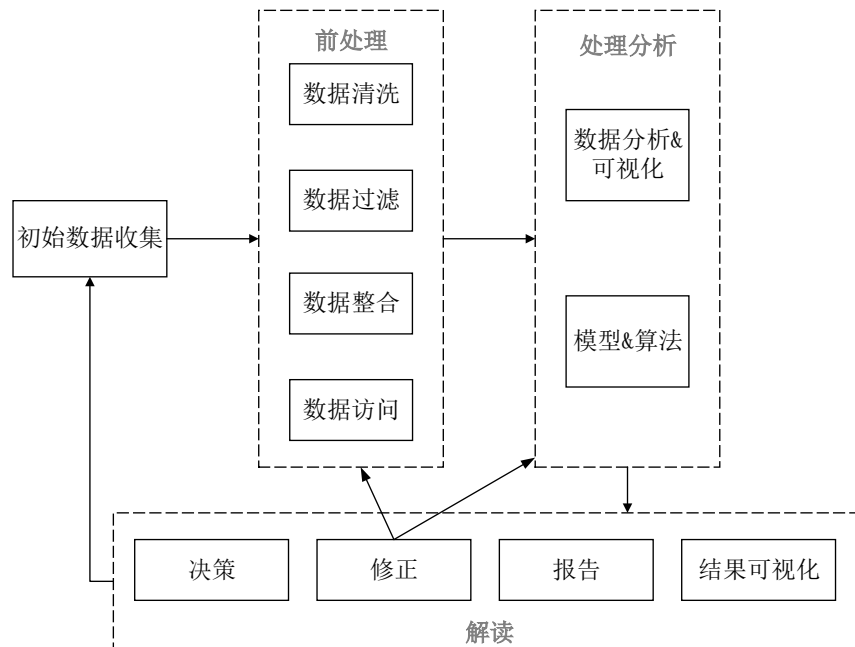 前处理
数据清洗
数据过滤
数据整合
数据访问
处理分析
数据分析&
可视化
模型&算法
初始数据收集
决策
修正
报告
结果可视化
解读